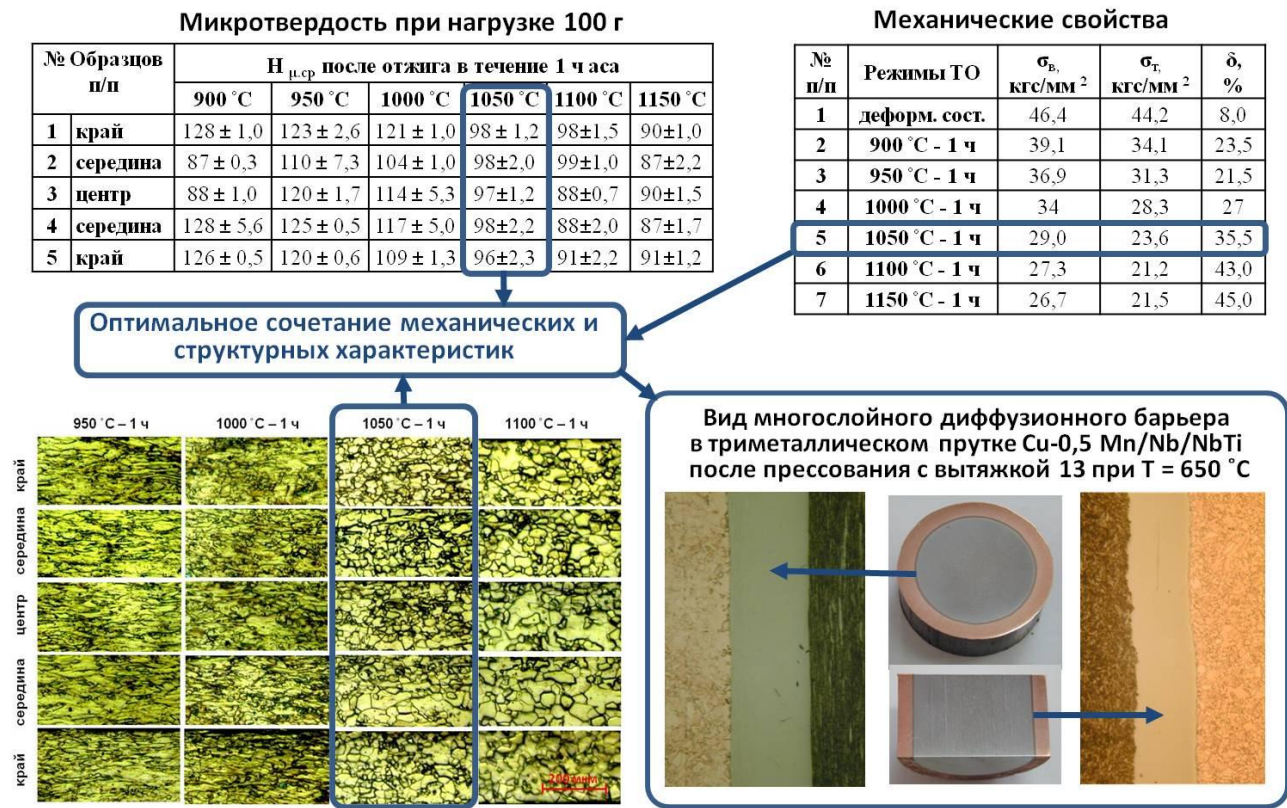 Микротвердость при нагрузке 100 г
№ Образцов п/п
H μ.ср после отжига в течение 1 ч аса
900 °C 950 °C 1000 °C 1050 °C 1100 °C 1150 °C
1 край 128 ± 1,0 123 ± 2,6 121 ± 1,0 98 ± 1,2 98±1,5 90±1,0
2 середина 87 ± 0,3 110 ± 7,3 104 ± 1,0 98±2,0 99±1,0 87±2,2
3 центр 88 ± 1,0 120 ± 1,7 114 ± 5,3 97±1,2 88±0,7 90±1,5
4 середина 128 ± 5,6 125 ± 0,5 117 ± 5,0 98±2,2 88±2,0 87±1,7
5 край 126 ± 0,5 120 ± 0,6 109 ± 1,3 96±2,3 91±2,2 91±1,2
Механические свойства
№ п/п Режимы ТО σв, кгс/мм ² σт, кгс/мм ² δ, %
1 деформ. сост. 46,4 44,2 8,0
2 900 °C - 1 ч 39,1 34,1 23,5
3 950 °C - 1 ч 36,9 31,3 21,5
4 1000 °C - 1 ч 34 28,3 27
5 1050 °C - 1 ч 29,0 23,6 35,5
6 1100 °C - 1 ч 27,3 21,2 43,0
7 1150 °C - 1 ч 26,7 21,5 45,0
Оптимальное сочетание механических и
структурных характеристик
950 °C – 1 ч 1000 °C – 1 ч 1050 °C – 1 ч 1100 °C – 1 ч
край
середина
центр
середина
край
Вид многослойного диффузионного барьера
в триметаллическом прутке Cu-0,5 Mn/Nb/NbTi
после прессования с вытяжкой 13 при T = 650 °C